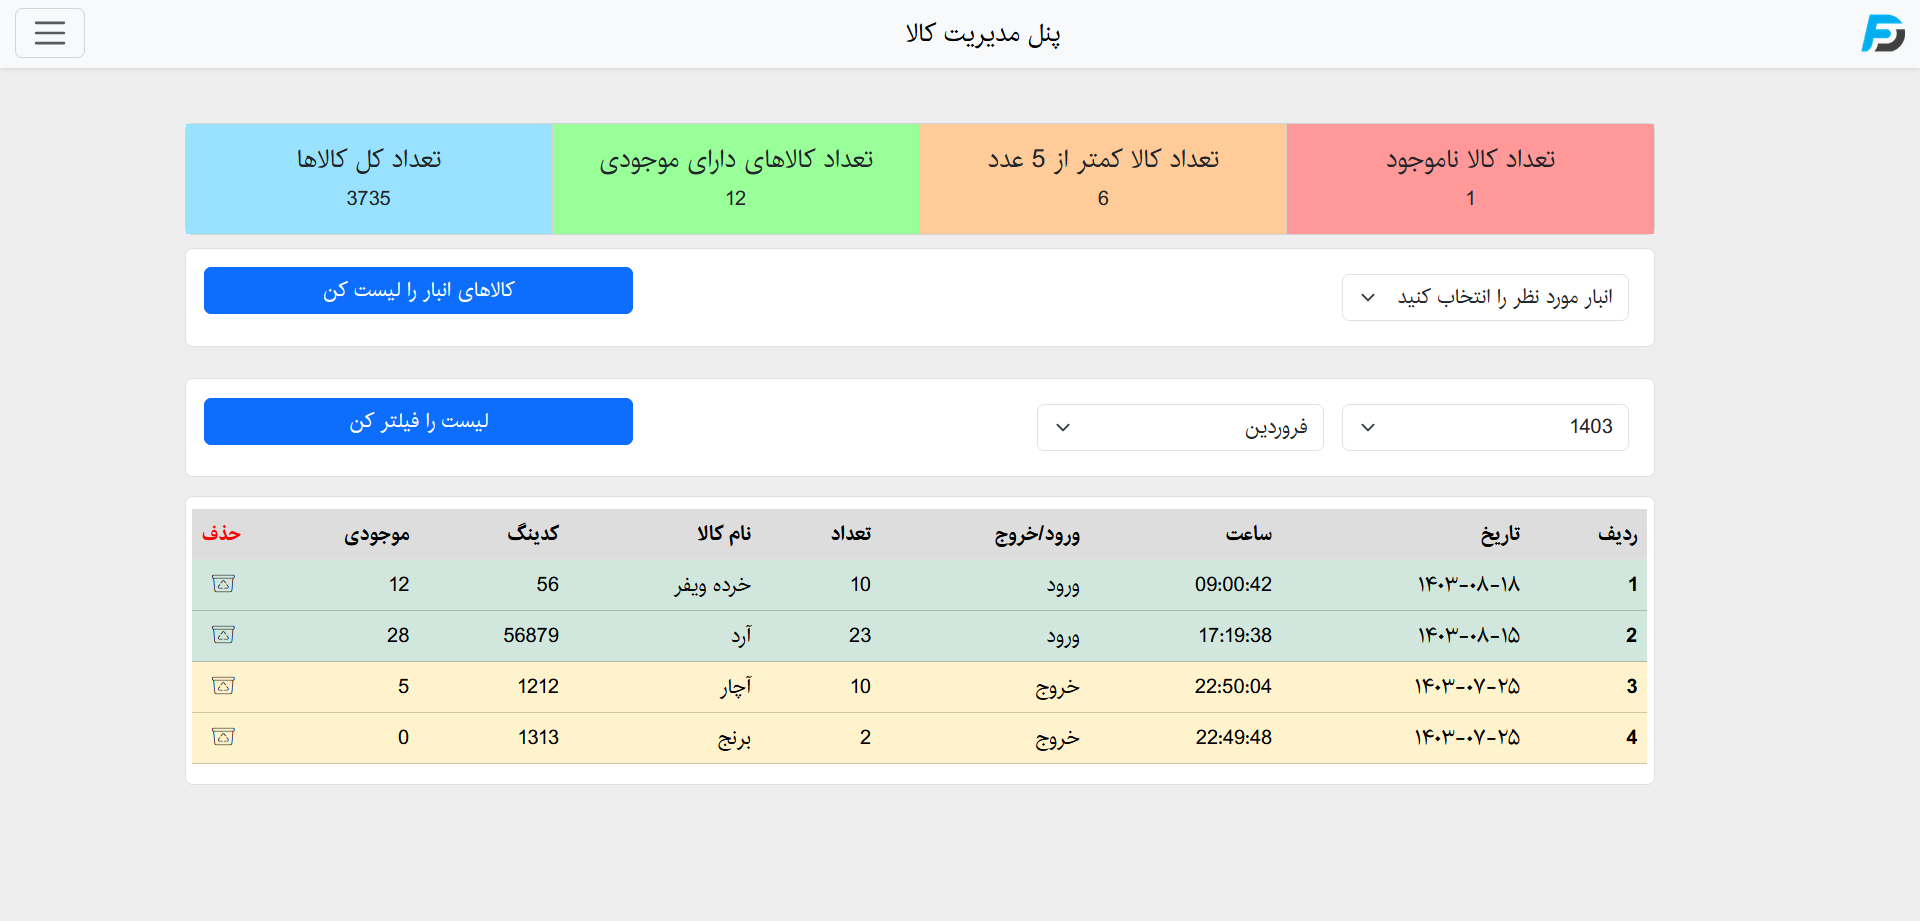 پنل مدیریت کالا
تعداد کالا ناموجود
1
تعداد کالا کمتر از 5 عدد
6
تعداد کالاهای دارای موجودی
12
تعداد کل کالاها
3735
انبار مورد نظر را انتخاب کنید
کالاهای انبار را لیست کن
1403
فروردین
لیست را فیلتر کن
ردیف تاریخ ساعت ورود/خروج تعداد نام کالا کدینگ موجودی حذف
1 ۱۴۰۳-۰۸-۱۸ 09:00:42 ورود 10 خرده ویفر 56 12
2 ۱۴۰۳-۰۸-۱۵ 17:19:38 ورود 23 آرد 56879 28
3 ۱۴۰۳-۰۷-۲۵ 22:50:04 خروج 10 آچار 1212 5
4 ۱۴۰۳-۰۷-۲۵ 22:49:48 خروج 2 برنج 1313 0